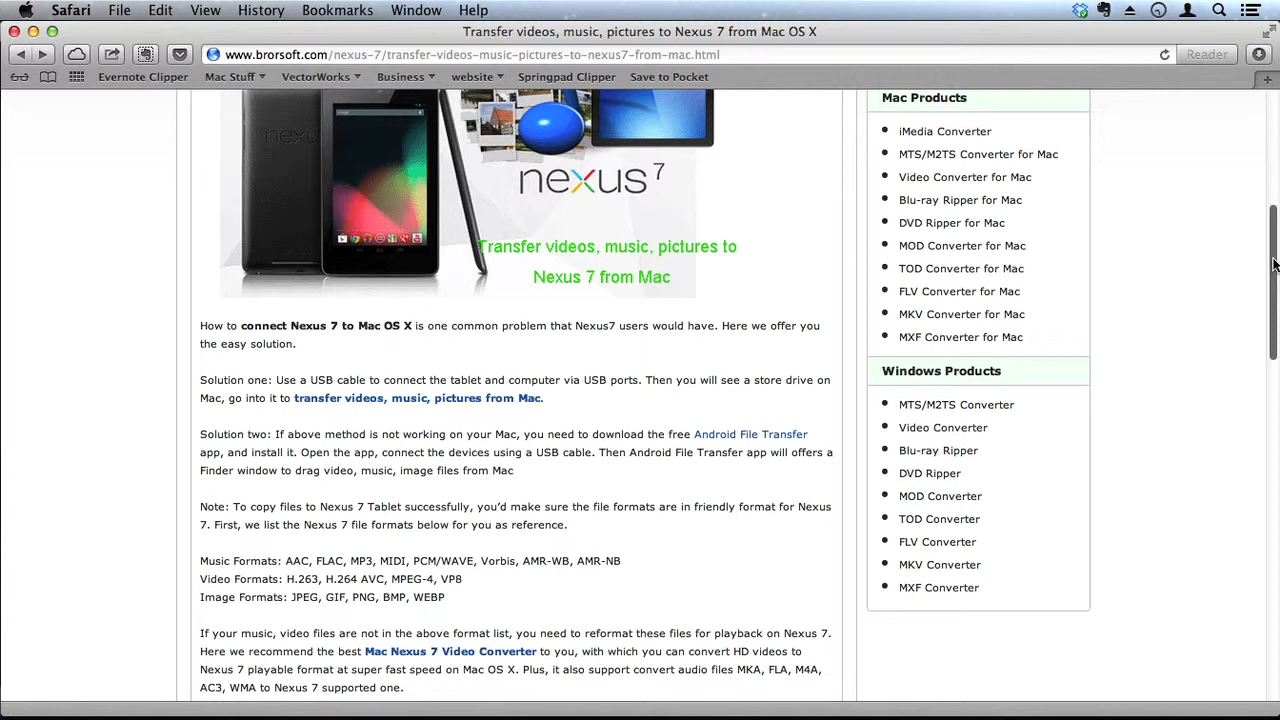 Safari File Edit View History Bookmarks Window Help
Transfer videos, music, pictures to Nexus 7 from Mac OS X
www.brorsoft.com/nexus-7/transfer-videos-music-pictures-to-nexus7-from-mac.html
Reader
Evernote Clipper Mac Stuff VectorWorks Business website Springpad Clipper Save to Pocket
nexus 7
Transfer videos, music, pictures to
Nexus 7 from Mac
How to connect Nexus 7 to Mac OS X is one common problem that Nexus7 users would have. Here we offer you
the easy solution.
Solution one: Use a USB cable to connect the tablet and computer via USB ports. Then you will see a store drive on
Mac, go into it to transfer videos, music, pictures from Mac.
Solution two: If above method is not working on your Mac, you need to download the free Android File Transfer
app, and install it. Open the app, connect the devices using a USB cable. Then Android File Transfer app will offers a
Finder window to drag video, music, image files from Mac
Note: To copy files to Nexus 7 Tablet successfully, you'd make sure the file formats are in friendly format for Nexus
7. First, we list the Nexus 7 file formats below for you as reference.
Music Formats: AAC, FLAC, MP3, MIDI, PCM/WAVE, Vorbis, AMR-WB, AMR-NB
Video Formats: H.263, H.264 AVC, MPEG-4, VP8
Image Formats: JPEG, GIF, PNG, BMP, WEBP
If your music, video files are not in the above format list, you need to reformat these files for playback on Nexus 7.
Here we recommend the best Mac Nexus 7 Video Converter to you, with which you can convert HD videos to
Nexus 7 playable format at super fast speed on Mac OS X. Plus, it also support convert audio files MKA, FLA, M4A,
AC3, WMA to Nexus 7 supported one.
Mac Products
iMedia Converter
MTS/M2TS Converter for Mac
Video Converter for Mac
Blu-ray Ripper for Mac
DVD Ripper for Mac
MOD Converter for Mac
TOD Converter for Mac
FLV Converter for Mac
MKV Converter for Mac
MXF Converter for Mac
Windows Products
MTS/M2TS Converter
Video Converter
Blu-ray Ripper
DVD Ripper
MOD Converter
TOD Converter
FLV Converter
MKV Converter
MXF Converter